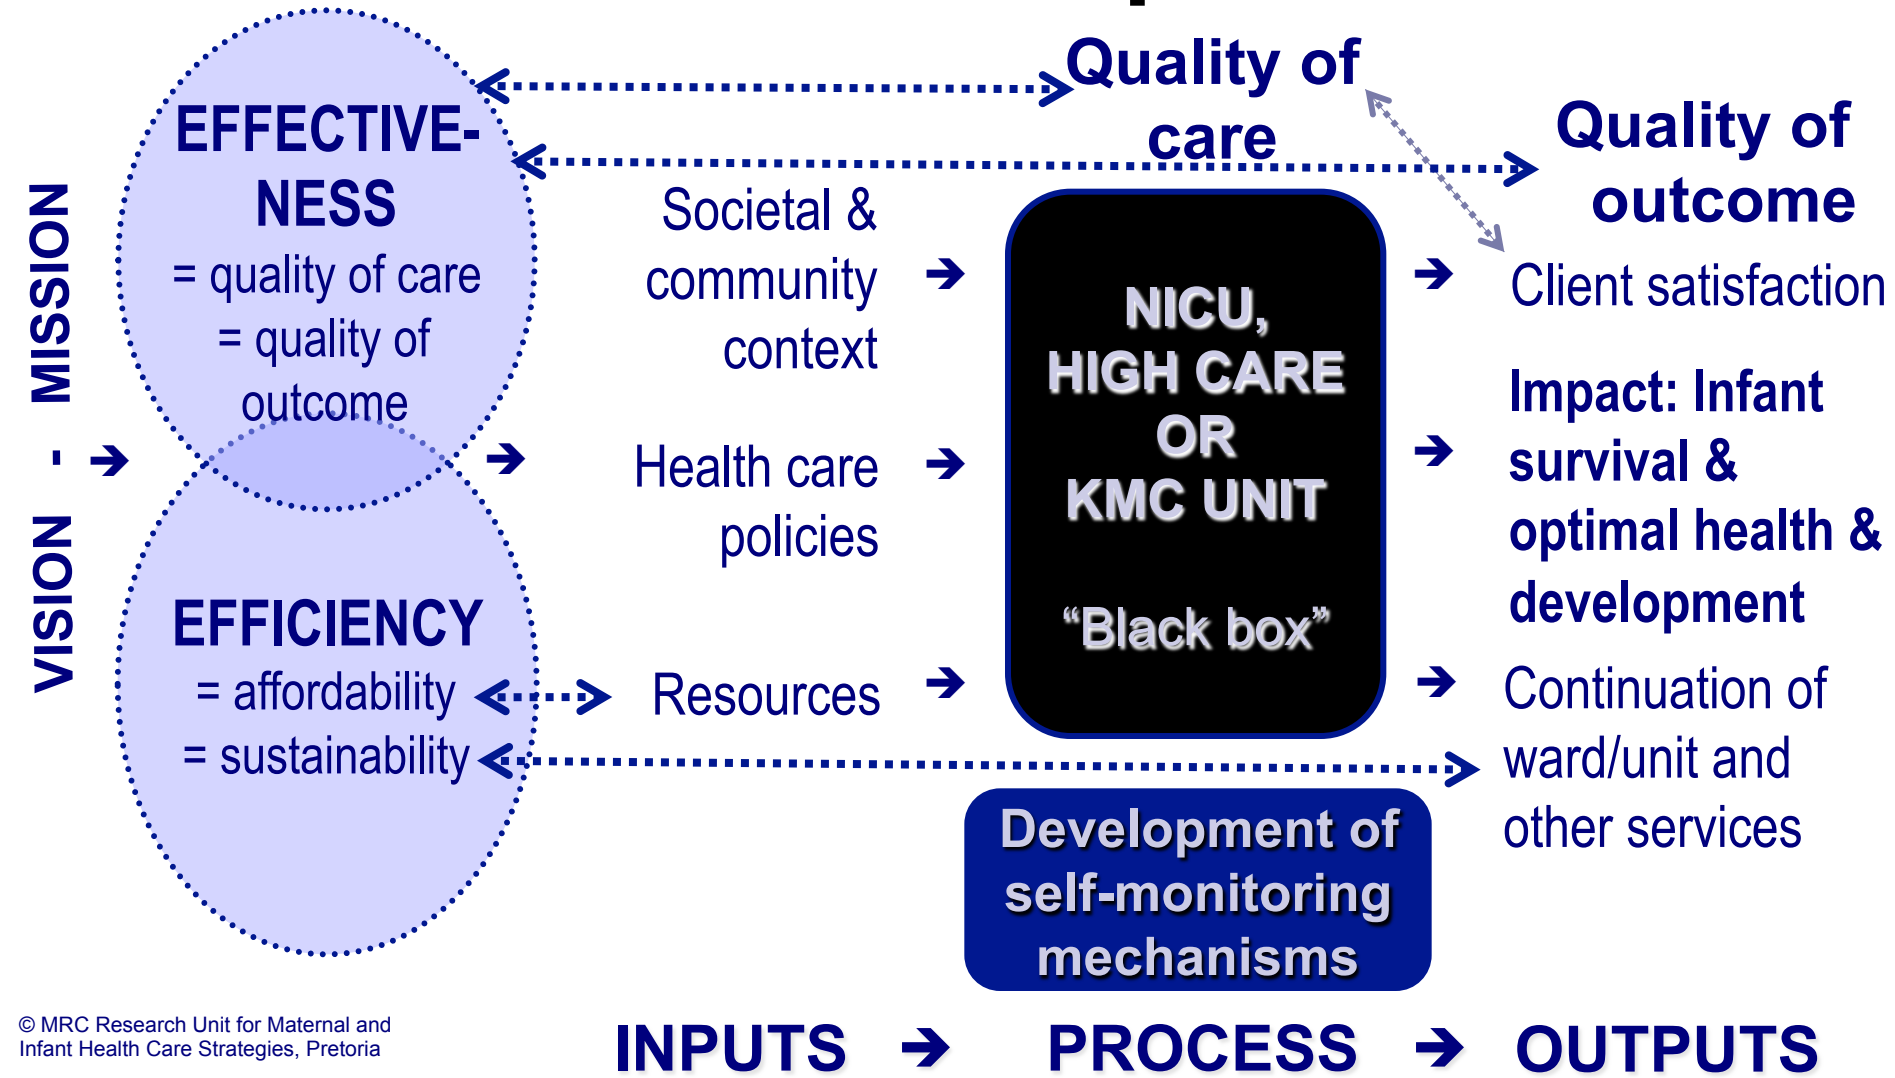 VISION - MISSION
EFFECTIVE-
NESS
= quality of care
= quality of
outcome
EFFICIENCY
= affordability
= sustainability
Societal &
community
context
Health care
policies
Resources
Quality of
care
NICU,
HIGH CARE
OR
KMC UNIT
“Black box”
Development of
self-monitoring
mechanisms
Quality of
outcome
Client satisfaction
Impact: Infant
survival &
optimal health &
development
Continuation of
ward/unit and
other services
INPUTS ➔ PROCESS ➔ OUTPUTS
© MRC Research Unit for Maternal and
Infant Health Care Strategies, Pretoria